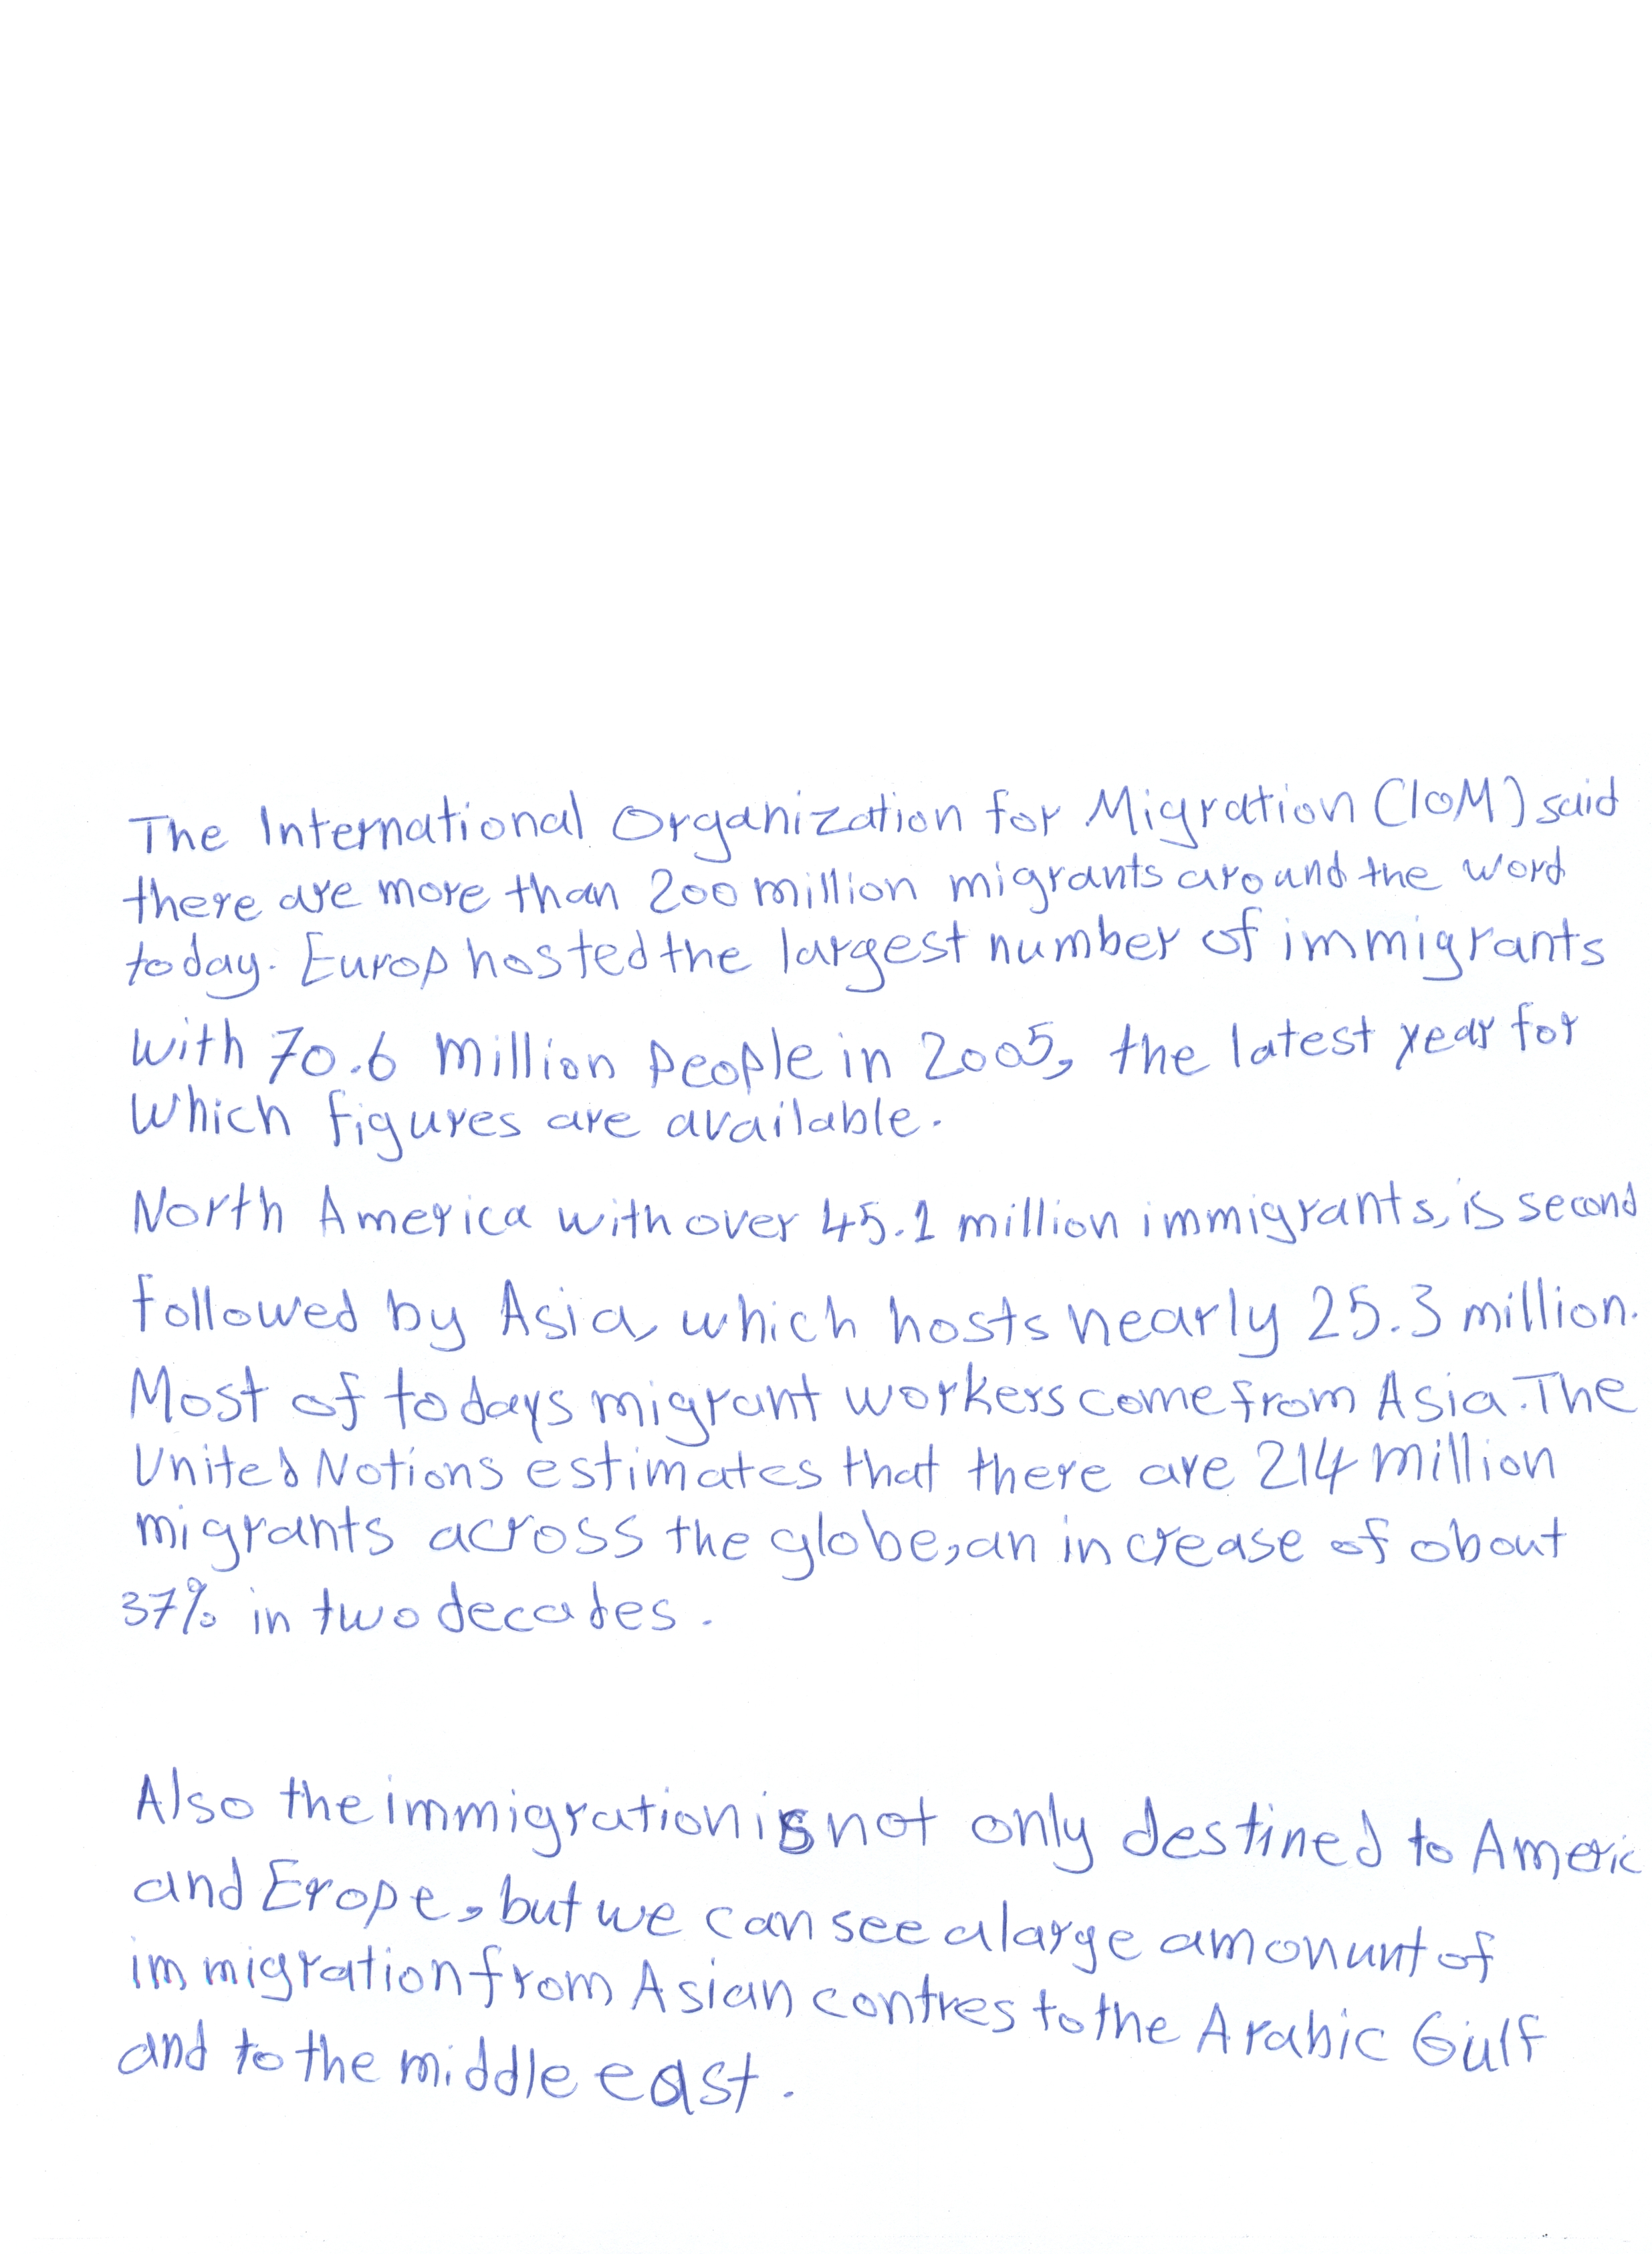 The International Organization for Migration (IOM) said
there are more than 200 million migrants around the word
today. Europ hosted the largest number of immigrants
with 70.6 million people in 2005, the latest year for
which figures are available.
North America with over 45.1 million immigrants, is second
followed by Asia, which hosts nearly 25.3 million.
Most of todays migrant workers come from Asia. The
United Notions estimates that there are 214 million
migrants across the globe, an increase of obout
37% in two decades.
Also the immigration is not only destined to Americ
and Erope, but we can see a large amonunt of
immigration from Asian contres to the Arabic Gulf
and to the middle east.